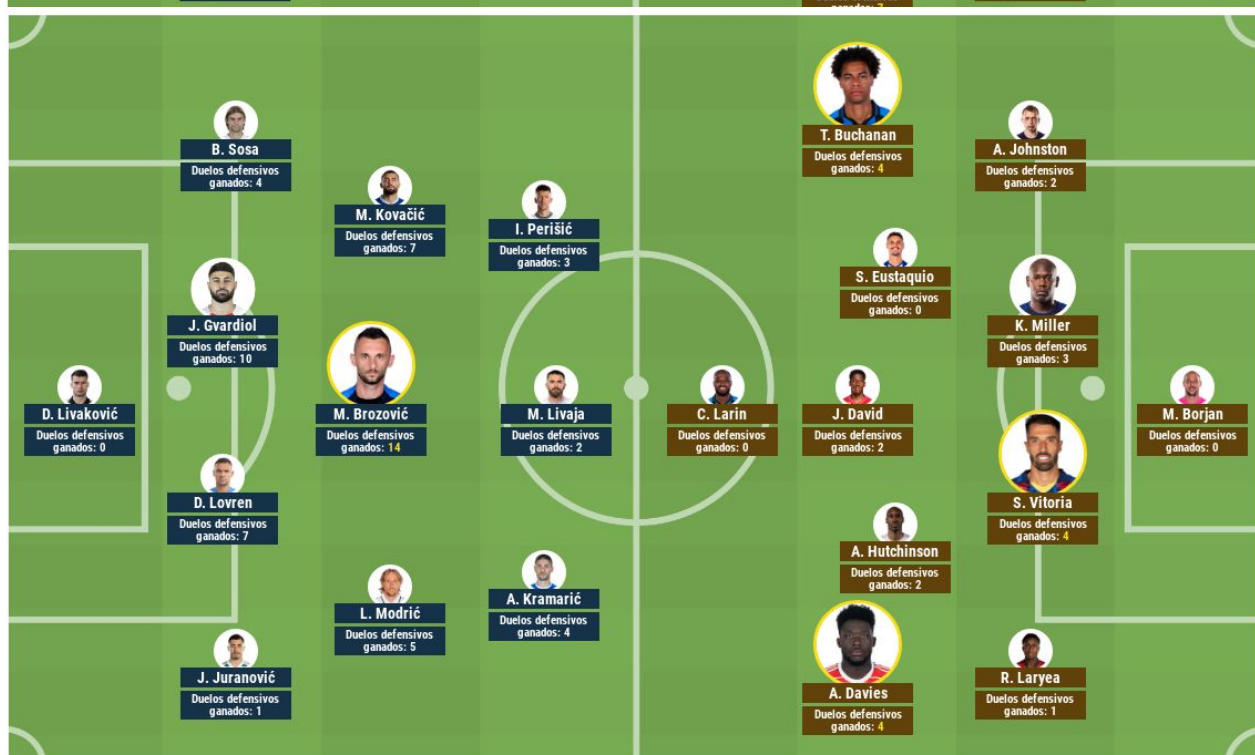 Duelos defensivos
B. Sosa
Duelos defensivos
ganados: 4
M. Kovačić
Duelos defensivos
ganados: 7
I. Perišić
Duelos defensivos
ganados: 3
J. Gvardiol
Duelos defensivos
ganados: 10
D. Livaković
Duelos defensivos
ganados: 0
M. Brozović
Duelos defensivos
ganados: 14
M. Livaja
Duelos defensivos
ganados: 2
D. Lovren
Duelos defensivos
ganados: 7
L. Modrić
Duelos defensivos
ganados: 5
A. Kramarić
Duelos defensivos
ganados: 4
J. Juranović
Duelos defensivos
ganados: 1
T. Buchanan
Duelos defensivos
ganados: 4
A. Johnston
Duelos defensivos
ganados: 2
S. Eustaquio
Duelos defensivos
ganados: 0
K. Miller
Duelos defensivos
ganados: 3
C. Larin
Duelos defensivos
ganados: 0
J. David
Duelos defensivos
ganados: 2
M. Borjan
Duelos defensivos
ganados: 0
S. Vitoria
Duelos defensivos
ganados: 4
A. Hutchinson
Duelos defensivos
ganados: 2
A. Davies
Duelos defensivos
ganados: 4
R. Laryea
Duelos defensivos
ganados: 1